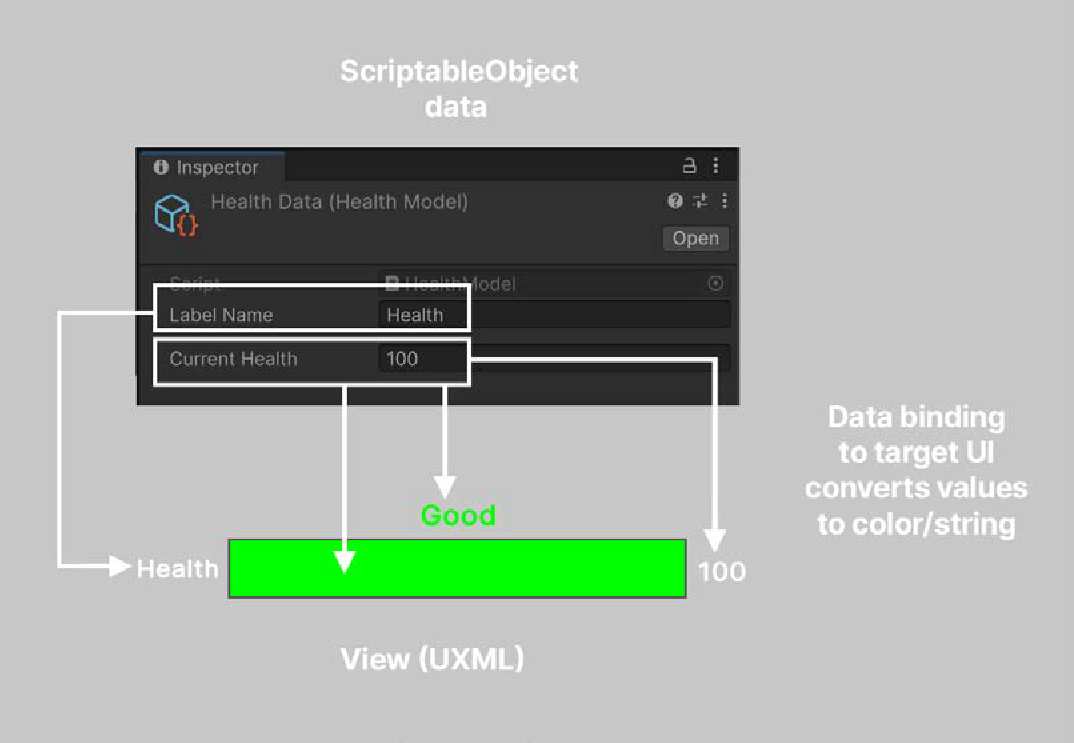 ScriptableObject
data
Inspector
Health Data (Health Model)
Open
Script HealthModel
Label Name Health
Current Health 100
Data binding
to target UI
converts values
to color/string
Good
Health 100
View (UXML)